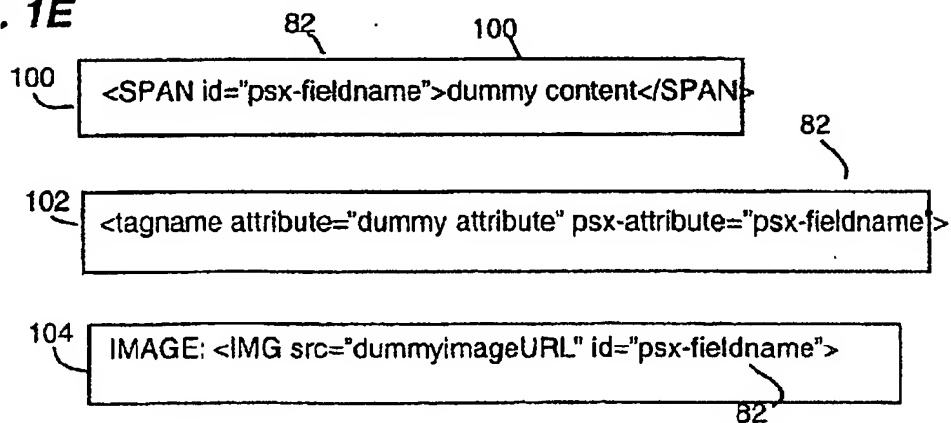 . 1E
82 100
100 <SPAN id="psx-fieldname">dummy content</SPAN>
82
102 <tagname attribute="dummy attribute" psx-attribute="psx-fieldname">
104 IMAGE: <IMG src="dummyimageURL" id="psx-fieldname">
82